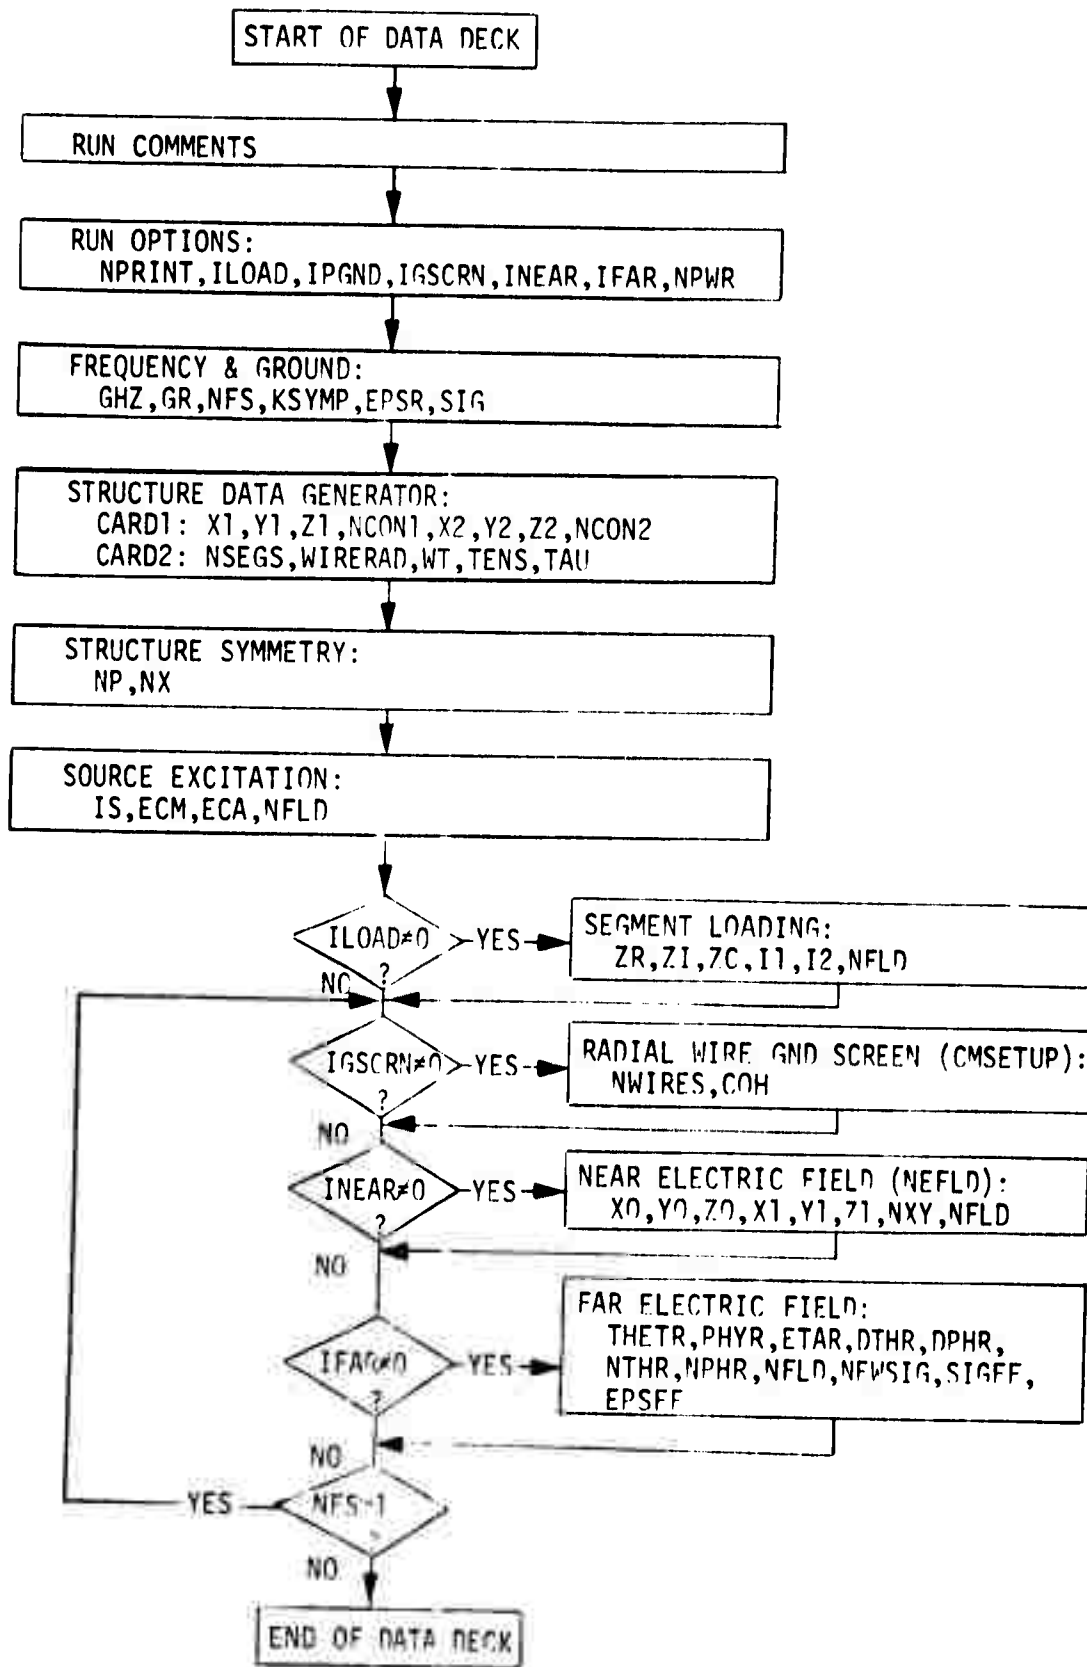 START OF DATA DECK
RUN COMMENTS
RUN OPTIONS:
NPRINT,ILOAD,IPGND,IGSCRN,INEAR,IFAR,NPWR
FREQUENCY & GROUND:
GHZ,GR,NFS,KSYMP,EPSR,SIG
STRUCTURE DATA GENERATOR:
CARD1: X1,Y1,Z1,NCON1,X2,Y2,Z2,NCON2
CARD2: NSEGS,WIRERAD,WT,TENS,TAU
STRUCTURE SYMMETRY:
NP,NX
SOURCE EXCITATION:
IS,ECM,ECA,NFLD
ILOAD≠0
?
YES
SEGMENT LOADING:
ZR,ZI,ZC,I1,I2,NFLD
NO
IGSCRN≠0
?
YES
RADIAL WIRE GND SCREEN (CMSETUP):
NWIRES,COH
NO
INEAR≠0
?
YES
NEAR ELECTRIC FIELD (NEFLD):
X0,Y0,Z0,X1,Y1,Z1,NXY,NFLD
NO
IFAR≠0
?
YES
FAR ELECTRIC FIELD:
THETR,PHYR,ETAR,DTHR,DPHR,
NTHR,NPHR,NFLD,NFWSIG,SIGFF,
EPSFF
NO
YES
NO
END OF DATA DECK